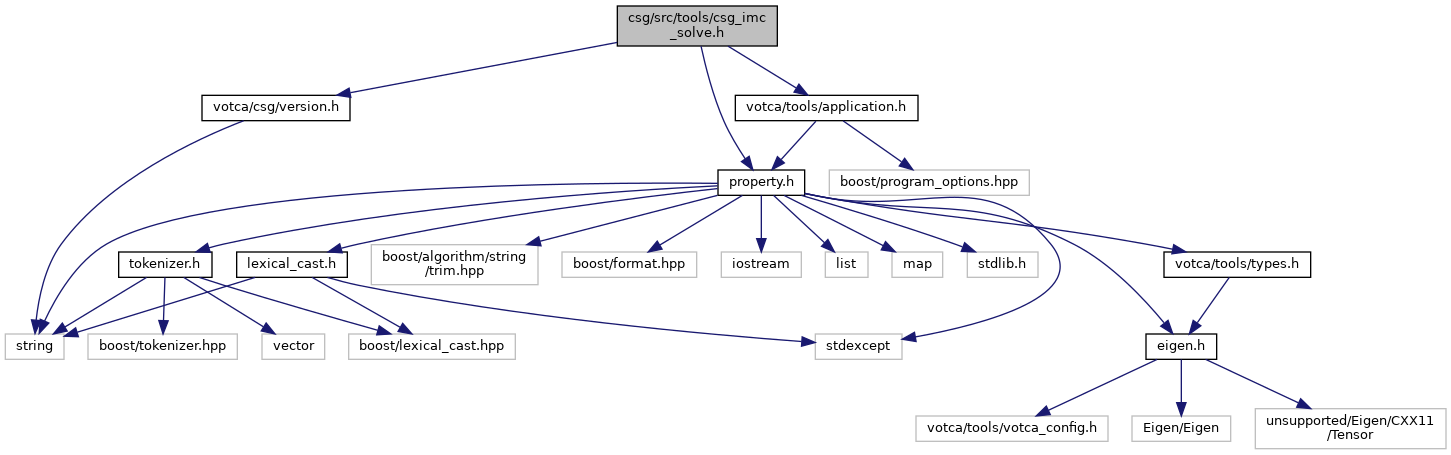 csg/src/tools/csg_imc
_solve.h
votca/csg/version.h
votca/tools/application.h
property.h
boost/program_options.hpp
tokenizer.h
lexical_cast.h
boost/algorithm/string
/trim.hpp
boost/format.hpp
iostream
list
map
stdlib.h
votca/tools/types.h
string
boost/tokenizer.hpp
vector
boost/lexical_cast.hpp
stdexcept
eigen.h
votca/tools/votca_config.h
Eigen/Eigen
unsupported/Eigen/CXX11
/Tensor